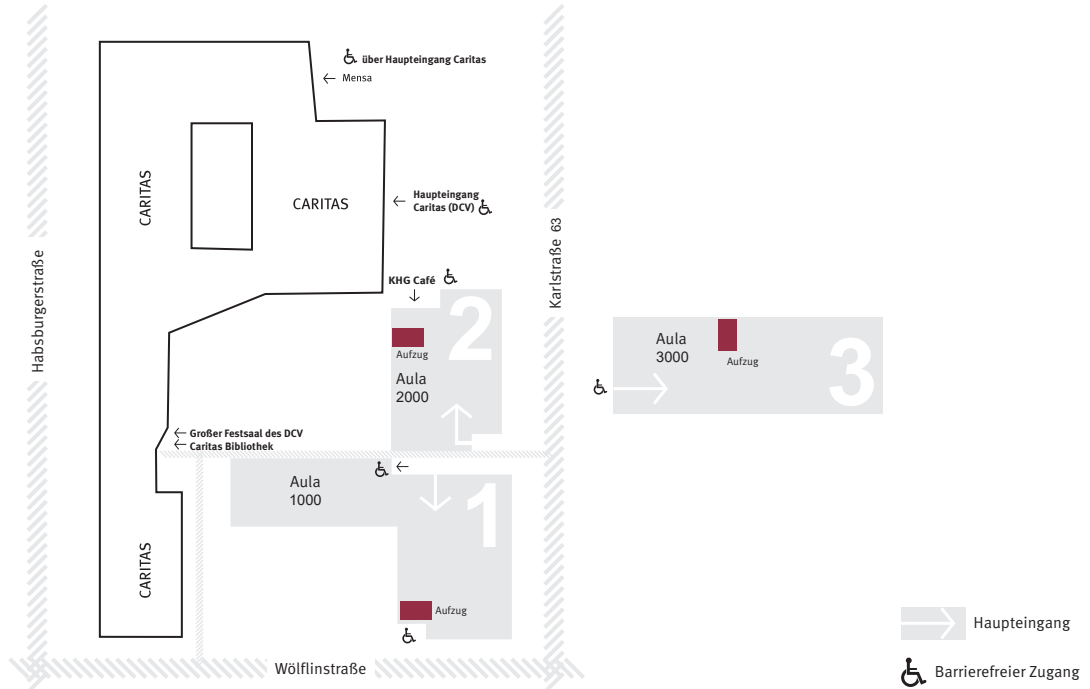 über Haupteingang Caritas
Mensa
CARITAS
CARITAS
Haupteingang
Caritas (DCV)
Habsburgerstraße
Karlstraße 63
KHG Café
2
Aufzug
Aula
2000
Aula
3000
Aufzug
3
Großer Festsaal des DCV
Caritas Bibliothek
Aula
1000
1
CARITAS
Aufzug
Wölflinstraße
Haupteingang
Barrierefreier Zugang